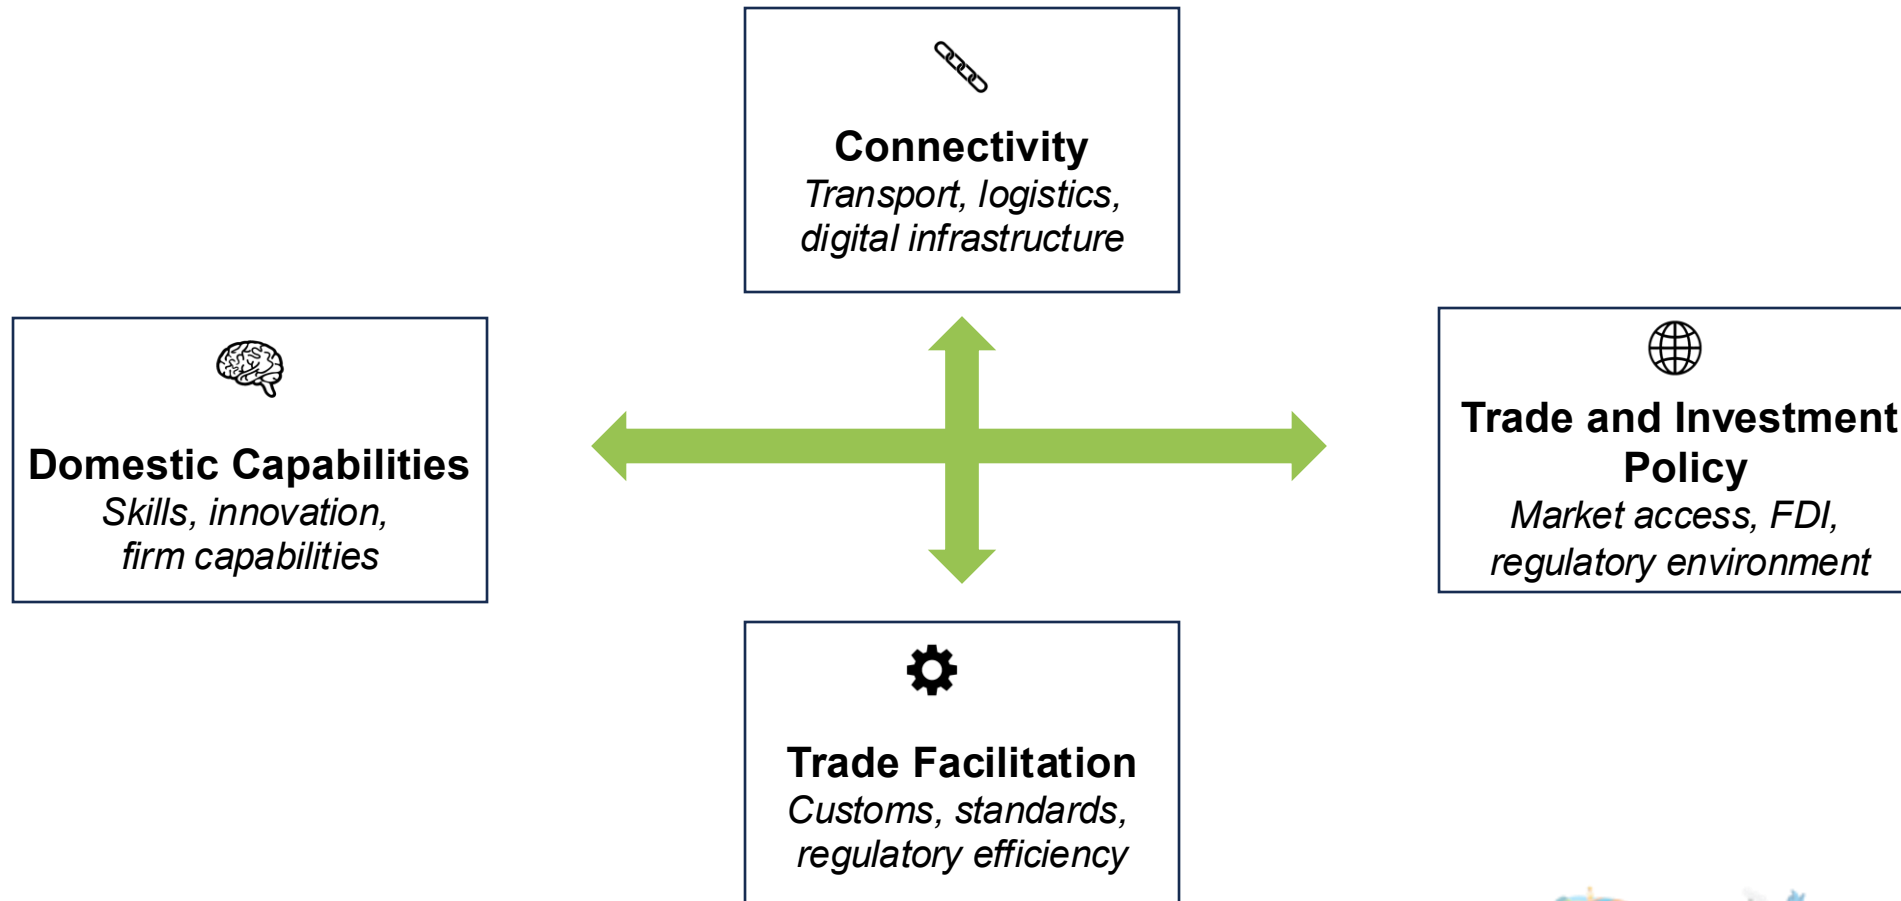 Connectivity
Transport, logistics,
digital infrastructure
Domestic Capabilities
Skills, innovation,
firm capabilities
Trade and Investment
Policy
Market access, FDI,
regulatory environment
Trade Facilitation
Customs, standards,
regulatory efficiency